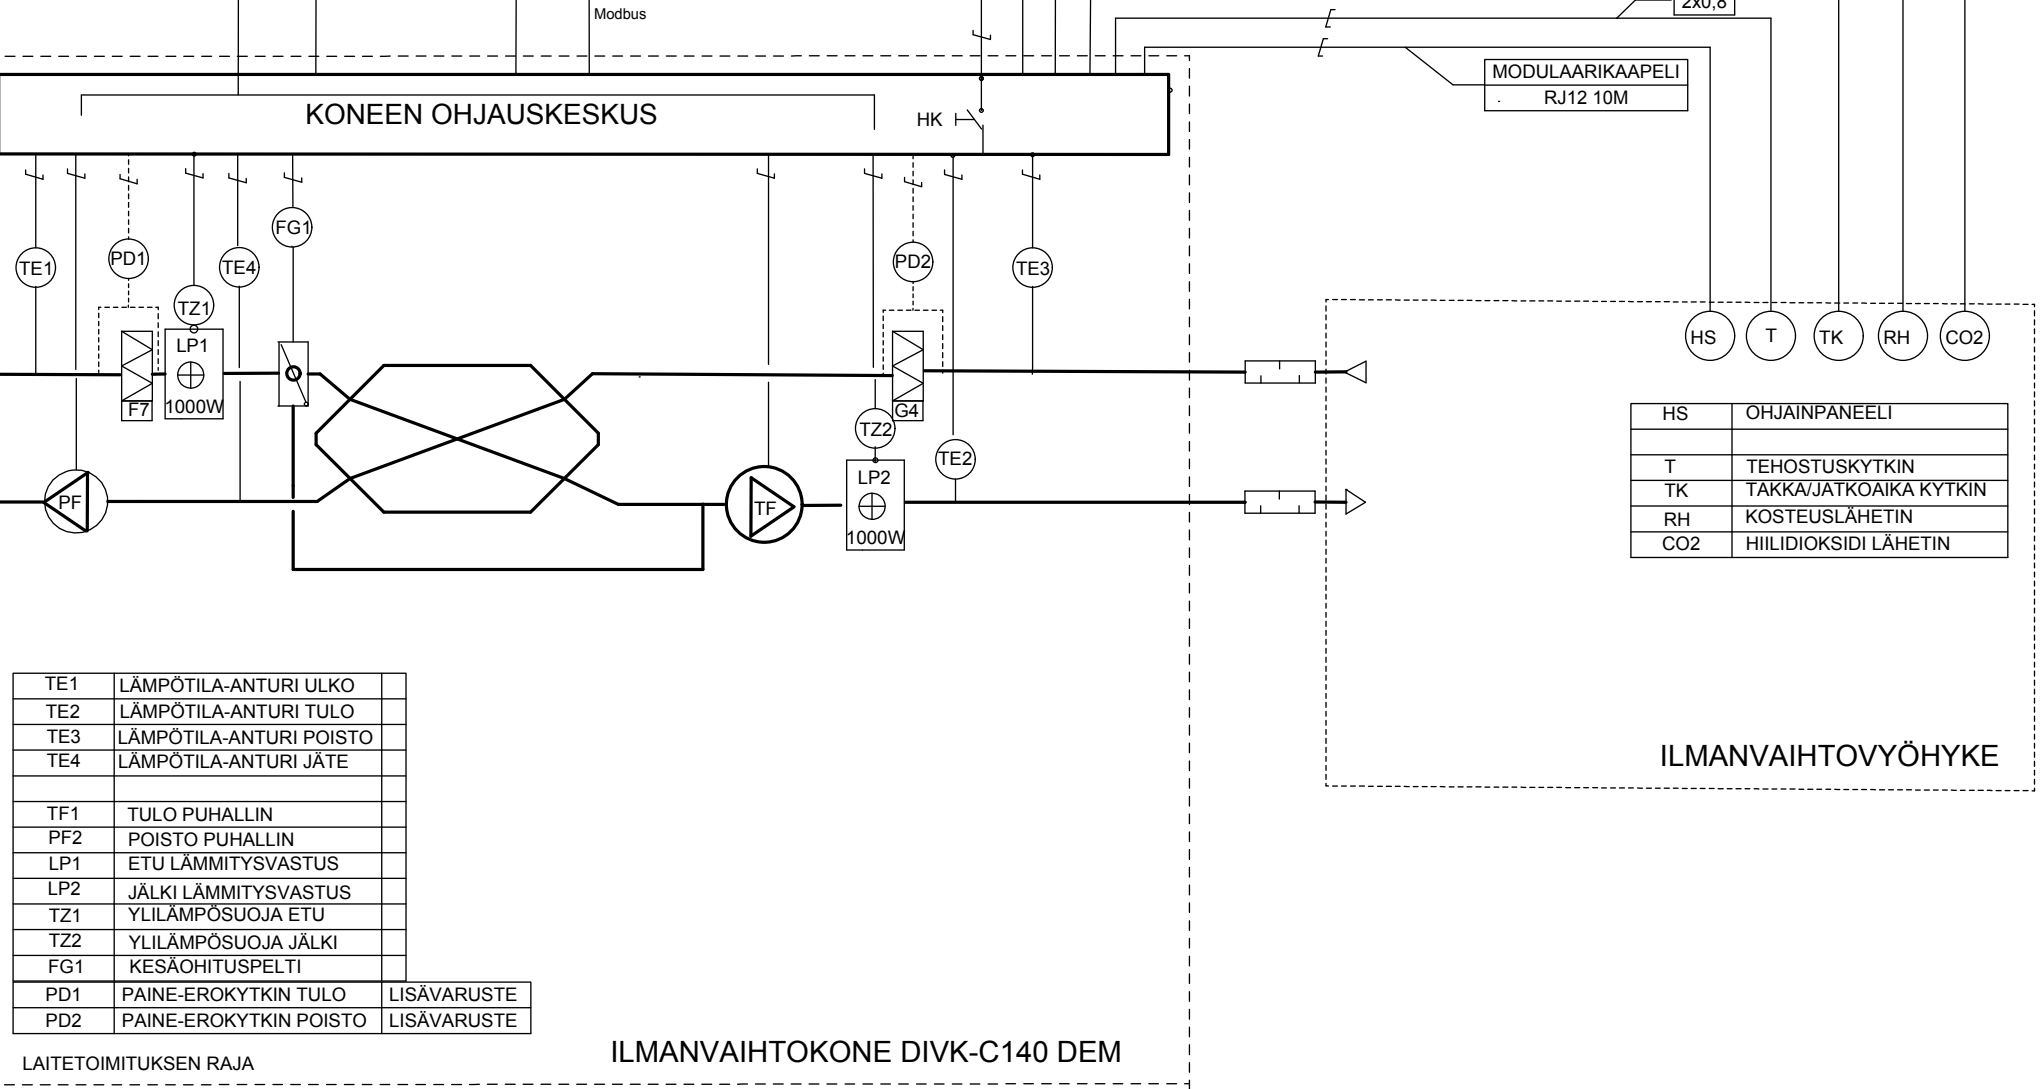 Modbus
2x0,8
MODULAARIKAAPELI
. RJ12 10M
KONEEN OHJAUSKESKUS
HK
FG1
TE1
PD1
TE4
PD2
TE3
TZ1
LP1
1000W
F7
G4
TZ2
TE2
LP2
1000W
PF
TF
HS
T
TK
RH
CO2
HS OHJAINPANEELI
T TEHOSTUSKYTKIN
TK TAKKA/JATKOAIKA KYTKIN
RH KOSTEUSLÄHETIN
CO2 HIILIDIOKSIDI LÄHETIN
ILMANVAIHTOVYÖHYKE
TE1 LÄMPÖTILA-ANTURI ULKO
TE2 LÄMPÖTILA-ANTURI TULO
TE3 LÄMPÖTILA-ANTURI POISTO
TE4 LÄMPÖTILA-ANTURI JÄTE
TF1 TULO PUHALLIN
PF2 POISTO PUHALLIN
LP1 ETU LÄMMITYSVASTUS
LP2 JÄLKI LÄMMITYSVASTUS
TZ1 YLILÄMPÖSUOJA ETU
TZ2 YLILÄMPÖSUOJA JÄLKI
FG1 KESÄOHITUSPELTI
PD1 PAINE-EROKYTKIN TULO LISÄVARUSTE
PD2 PAINE-EROKYTKIN POISTO LISÄVARUSTE
LAITETOIMITUKSEN RAJA
ILMANVAIHTOKONE DIVK-C140 DEM